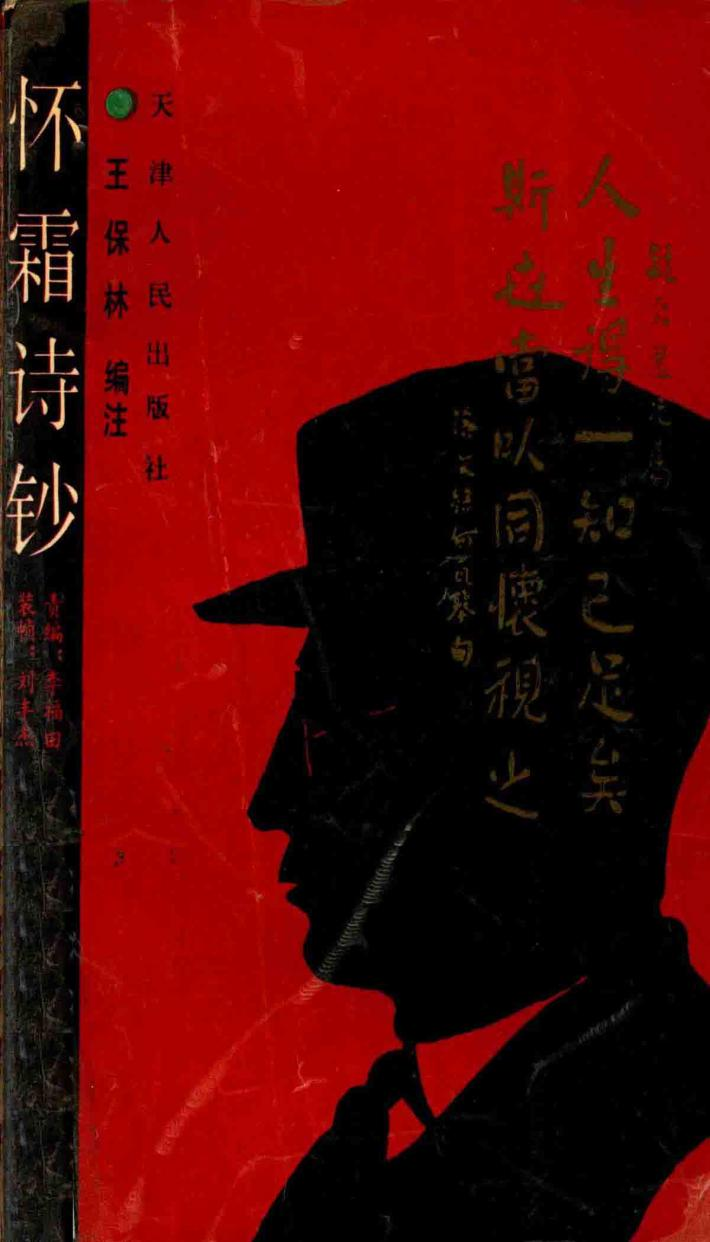 怀霜诗钞
责编：李福田
装帧：刘丰杰
天津人民出版社
王保林 编注
人生得一知己足矣
斯世当以同懷視之